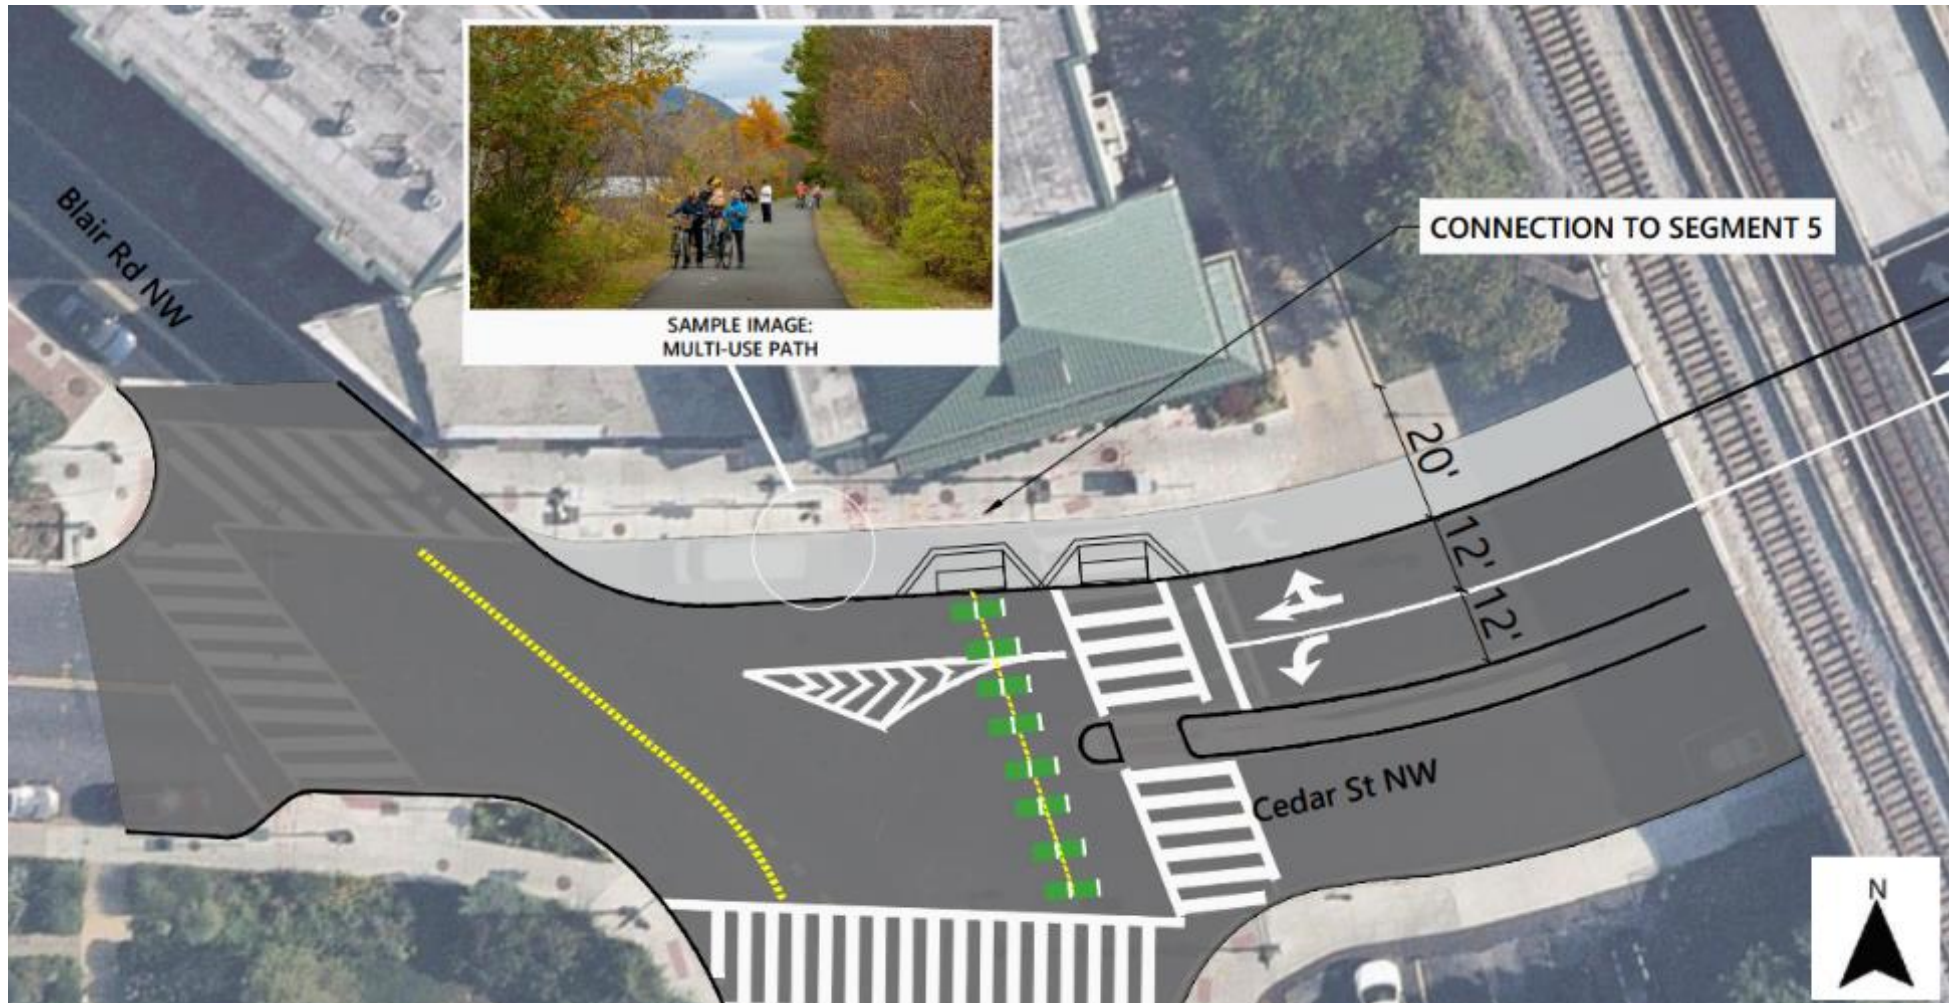 Blair Rd NW
SAMPLE IMAGE:
MULTI-USE PATH
CONNECTION TO SEGMENT 5
20'
12'
12'
Cedar St NW
N